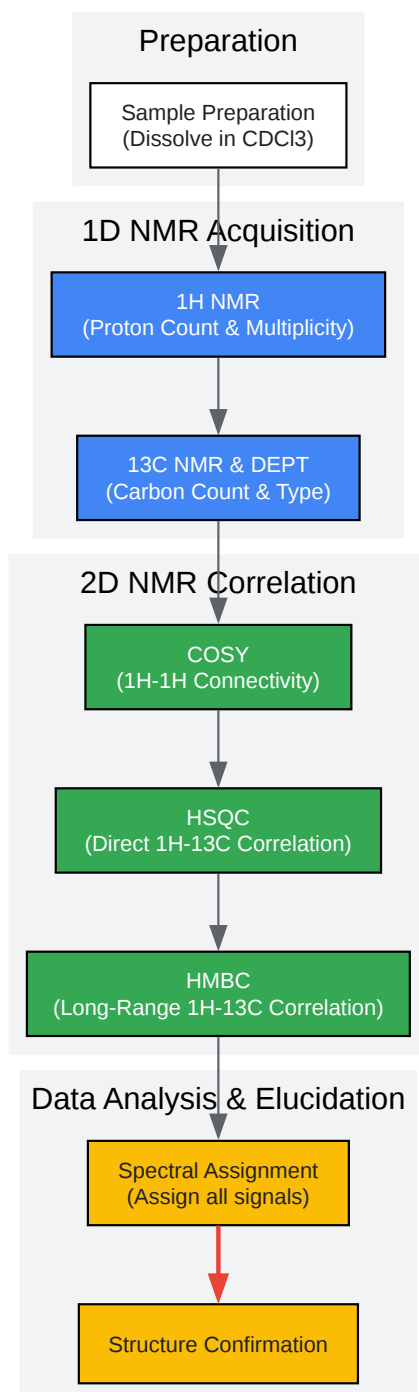 Preparation
Sample Preparation
(Dissolve in CDCl3)
1D NMR Acquisition
1H NMR
(Proton Count & Multiplicity)
13C NMR & DEPT
(Carbon Count & Type)
2D NMR Correlation
COSY
(1H-1H Connectivity)
HSQC
(Direct 1H-13C Correlation)
HMBC
(Long-Range 1H-13C Correlation)
Data Analysis & Elucidation
Spectral Assignment
(Assign all signals)
Structure Confirmation